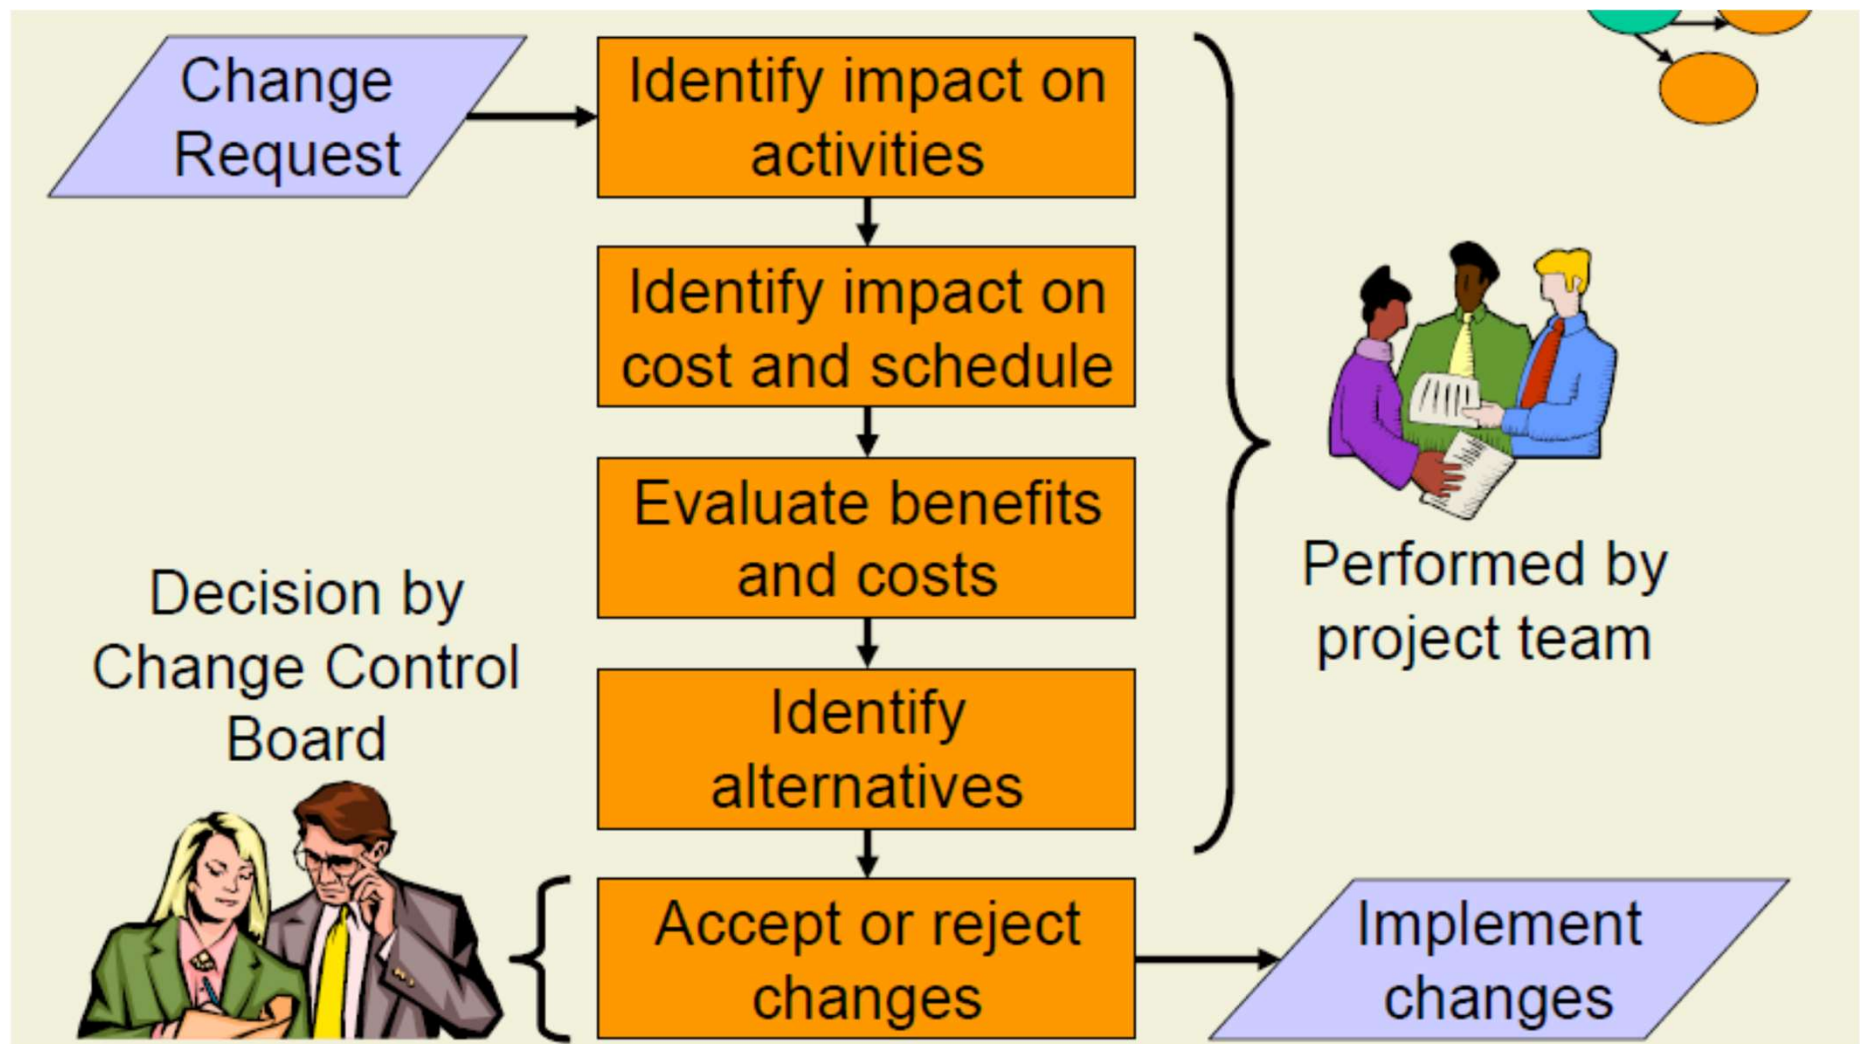 Change
Request
Identify impact on
activities
Identify impact on
cost and schedule
Evaluate benefits
and costs
Identify
alternatives
Performed by
project team
Decision by
Change Control
Board
Accept or reject
changes
Implement
changes